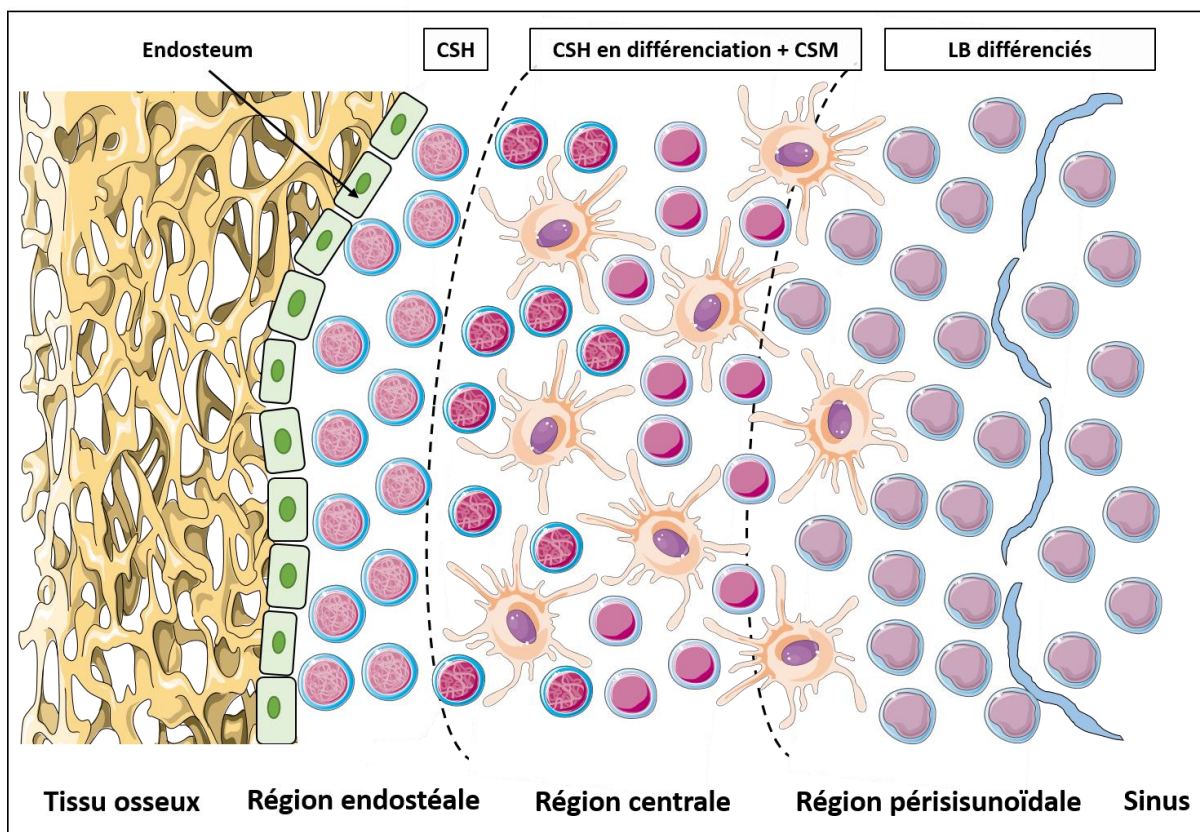 Endosteum
CSH
CSH en différenciation + CSM
LB différenciés
Tissu osseux
Région endostéale
Région centrale
Région périsisunoïdale
Sinus